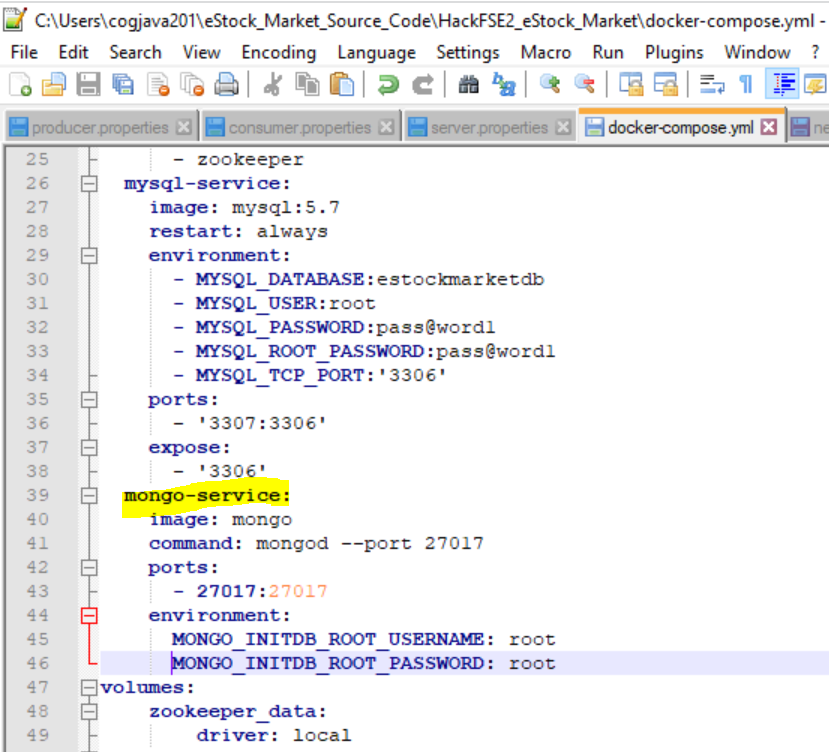 C:\Users\cogjava201\eStock_Market_Source_Code\HackFSE2_eStock_Market\docker-compose.yml -
File Edit Search View Encoding Language Settings Macro Run Plugins Window ?
producer.properties consumer.properties server.properties docker-compose.yml ne
25 - zookeeper
26 mysql-service:
27 image: mysql:5.7
28 restart: always
29 environment:
30 - MYSQL_DATABASE:estockmarketdb
31 - MYSQL_USER:root
32 - MYSQL_PASSWORD:pass@word1
33 - MYSQL_ROOT_PASSWORD:pass@word1
34 - MYSQL_TCP_PORT:'3306'
35 ports:
36 - '3307:3306'
37 expose:
38 - '3306'
39 mongo-service:
40 image: mongo
41 command: mongod --port 27017
42 ports:
43 - 27017:27017
44 environment:
45 MONGO_INITDB_ROOT_USERNAME: root
46 MONGO_INITDB_ROOT_PASSWORD: root
47 volumes:
48 zookeeper_data:
49 driver: local